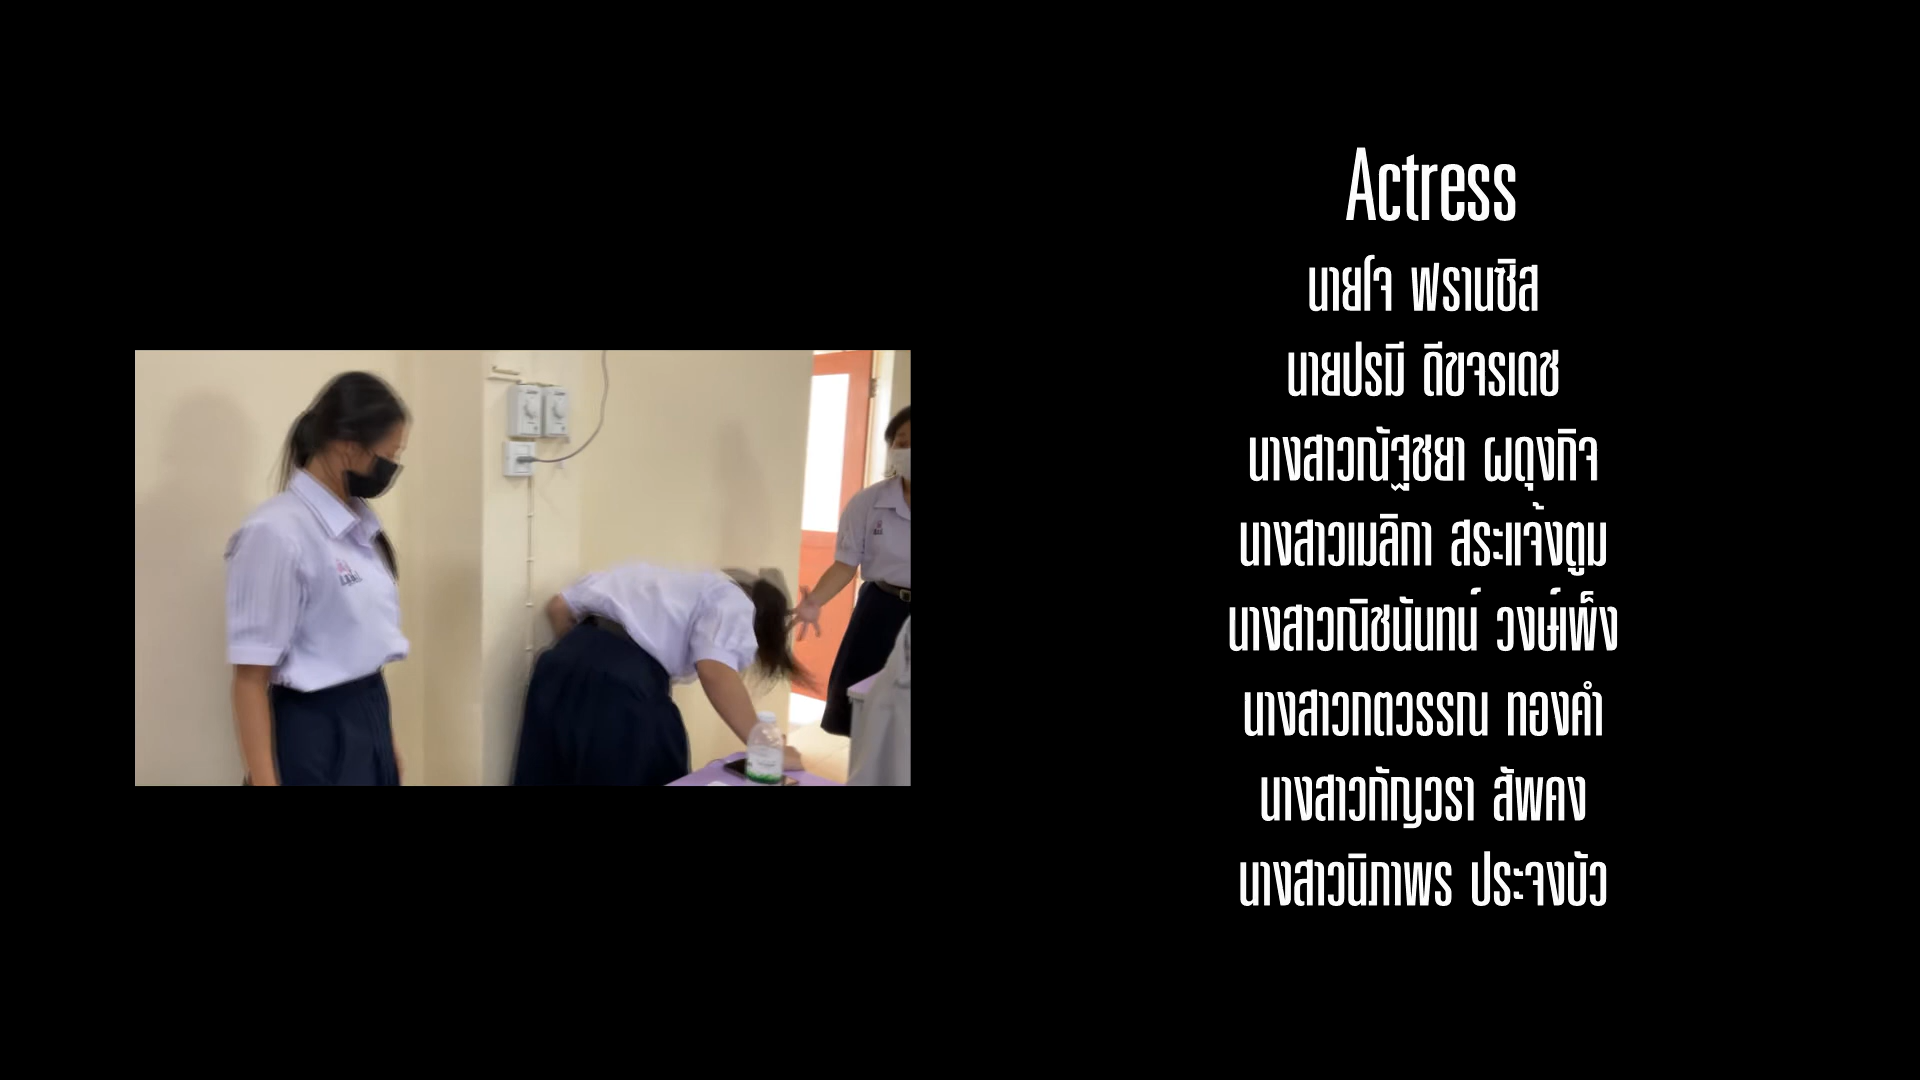 Actress
นายโจ ฟรานซิส
นายปรมี ดีขจรเดช
นางสาวณัฐชยา ผดุงกิจ
นางสาวเมลิกา สระแจ้งตูม
นางสาวณิชนันทน์ วงษ์เพ็ง
นางสาวกตวรรณ ทองคำ
นางสาวกัญวรา สัพคง
นางสาวนิภาพร ประจงบัว